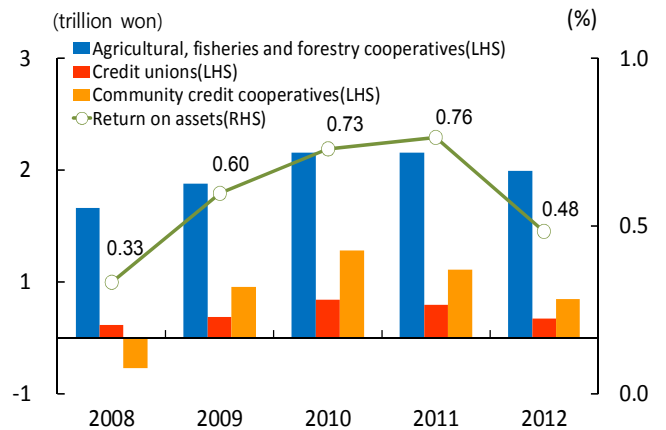 (trillion won) (%)
3 1.0
Agricultural, fisheries and forestry cooperatives(LHS)
Credit unions(LHS)
Community credit cooperatives(LHS)
Return on assets(RHS)
0.76
0.73
0.60
2
0.48
0.5
0.33
1
-1 0.0
2008 2009 2010 2011 2012